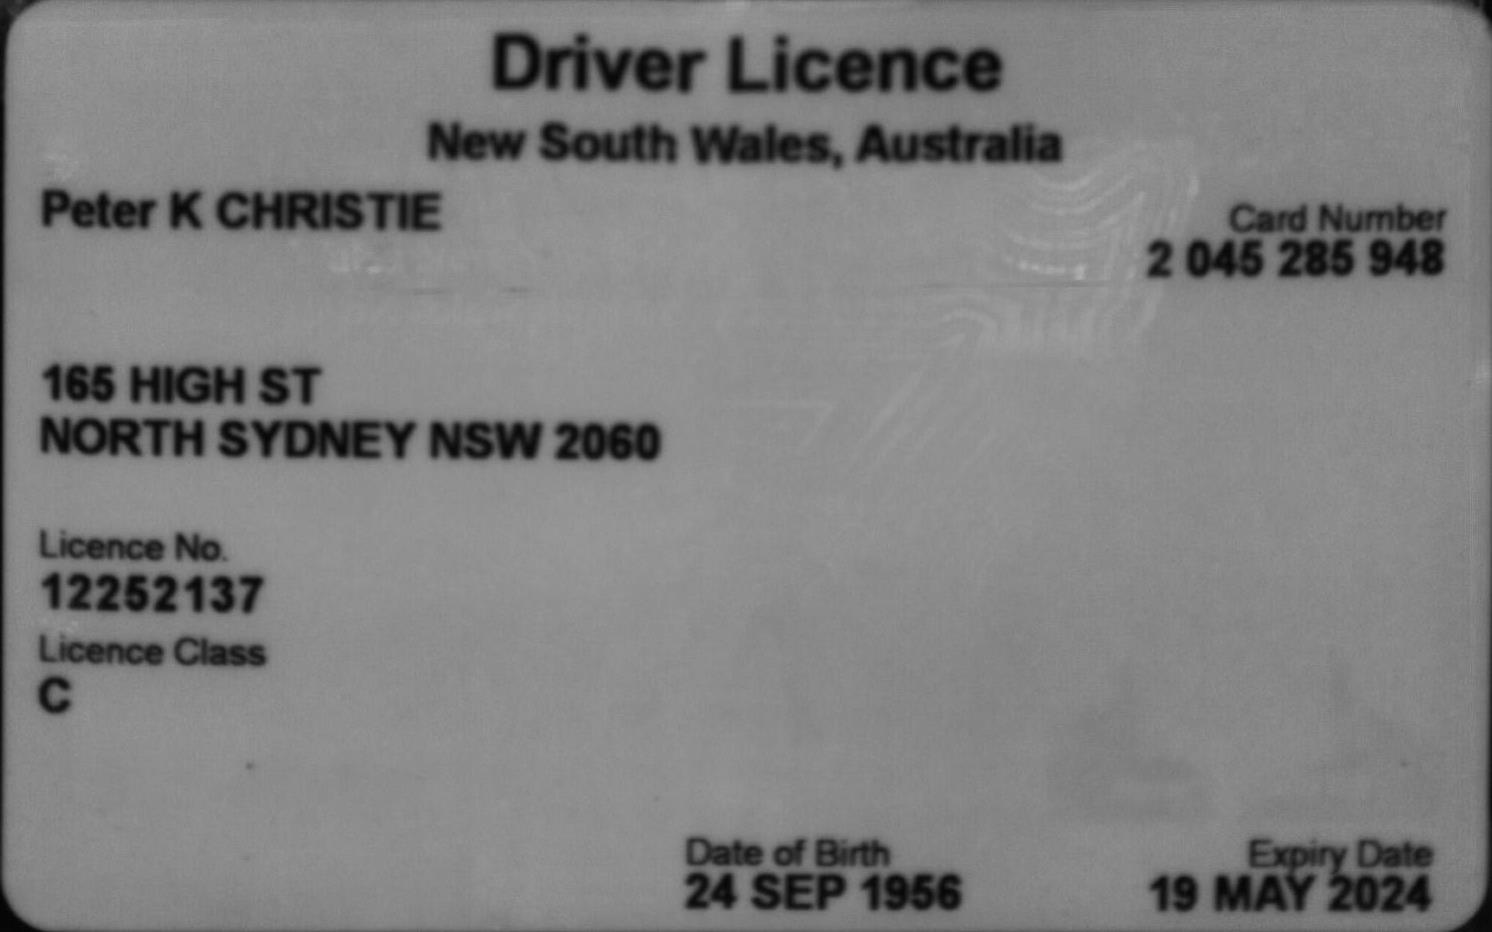 Driver Licence
New South Wales, Australia
Peter K CHRISTIE
Card Number
2 045 285 948
165 HIGH ST
NORTH SYDNEY NSW 2060
Licence No.
12252137
Licence Class
C
Date of Birth
24 SEP 1956
Expiry Date
19 MAY 2024